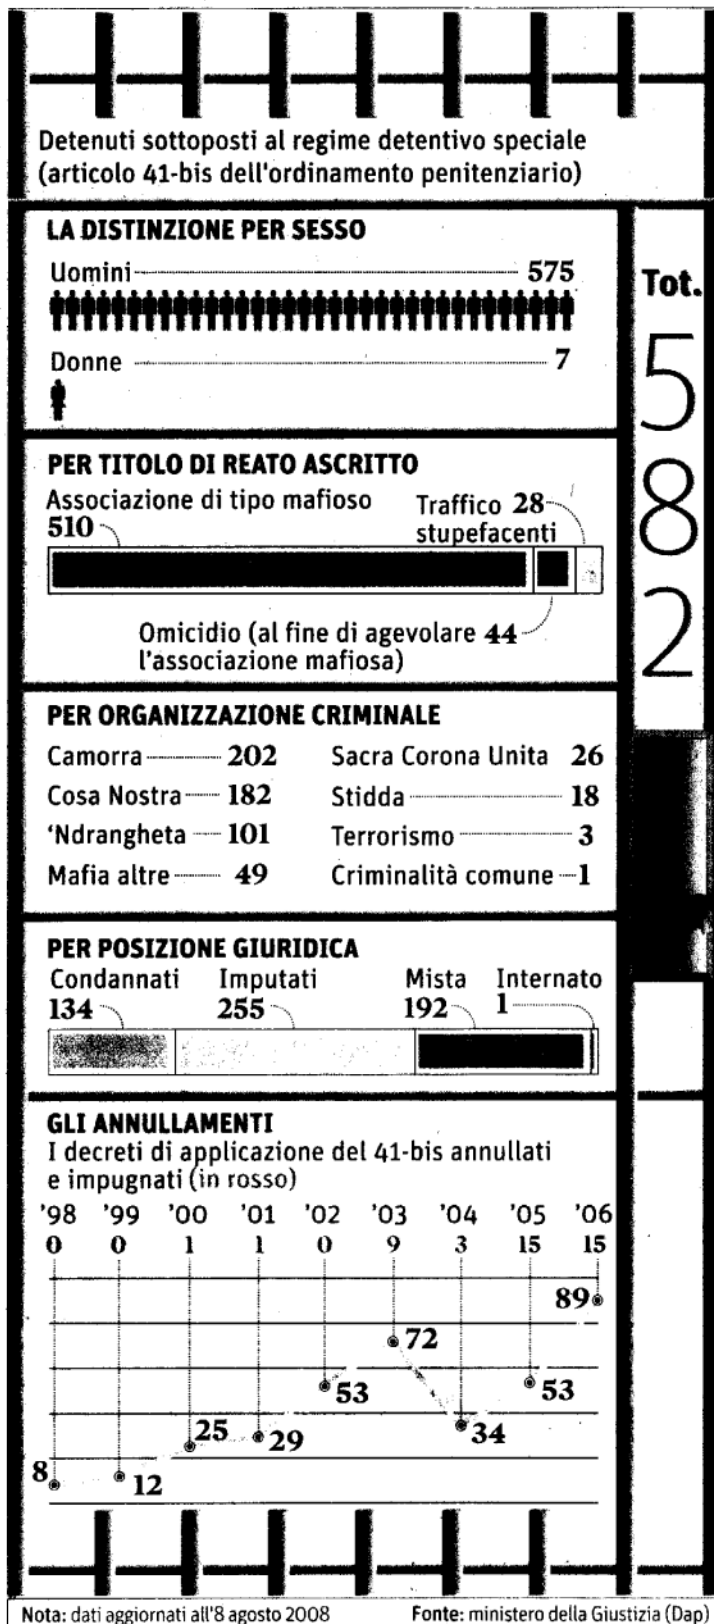 Detenuti sottoposti al regime detentivo speciale
(articolo 41-bis dell'ordinamento penitenziario)
LA DISTINZIONE PER SESSO
Uomini 575
Donne 7
Tot.
582
PER TITOLO DI REATO ASCRITTO
Associazione di tipo mafioso
510
Traffico 28
stupefacenti
Omicidio (al fine di agevolare 44
l'associazione mafiosa)
PER ORGANIZZAZIONE CRIMINALE
Camorra 202
Sacra Corona Unita 26
Cosa Nostra 182
Stidda 18
'Ndrangheta 101
Terrorismo 3
Mafia altre 49
Criminalità comune 1
PER POSIZIONE GIURIDICA
Condannati Imputati Mista Internato
134 255 192 1
GLI ANNULLAMENTI
I decreti di applicazione del 41-bis annullati
e impugnati (in rosso)
'98 '99 '00 '01 '02 '03 '04 '05 '06
0 0 1 1 0 9 3 15 15
89
72
53 53
25 29 34
8 12
Nota: dati aggiornati all'8 agosto 2008 Fonte: ministero della Giustizia (Dap)